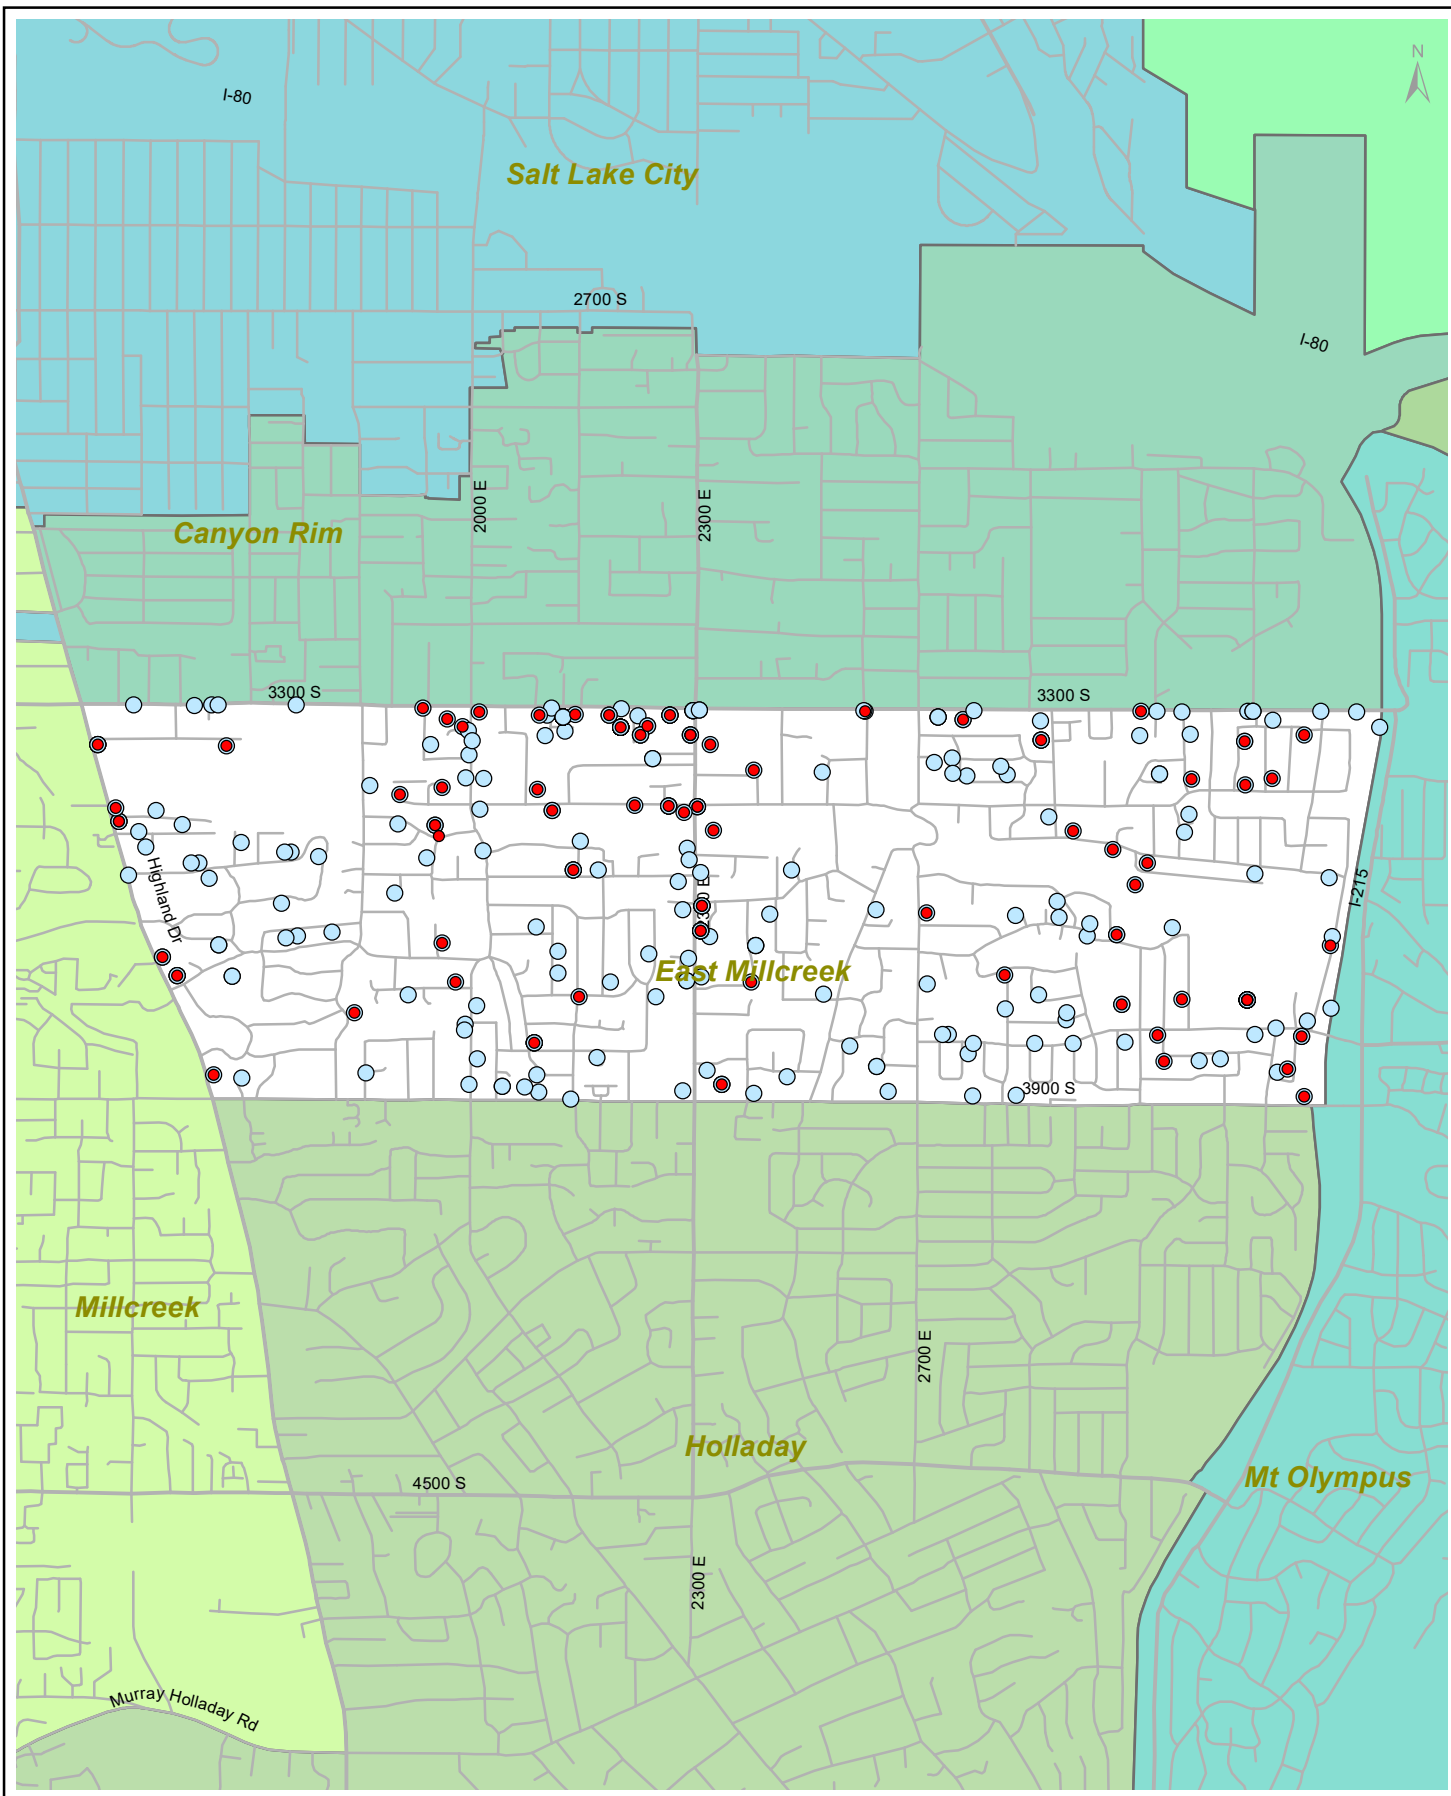 N
I-80
Salt Lake City
2700 S
I-80
2000 E
2300 E
Canyon Rim
3300 S
3300 S
Highland Dr
2300 E
I-215
East Millcreek
3900 S
Millcreek
2700 E
Holladay
4500 S
Mt Olympus
2300 E
Murray Holladay Rd